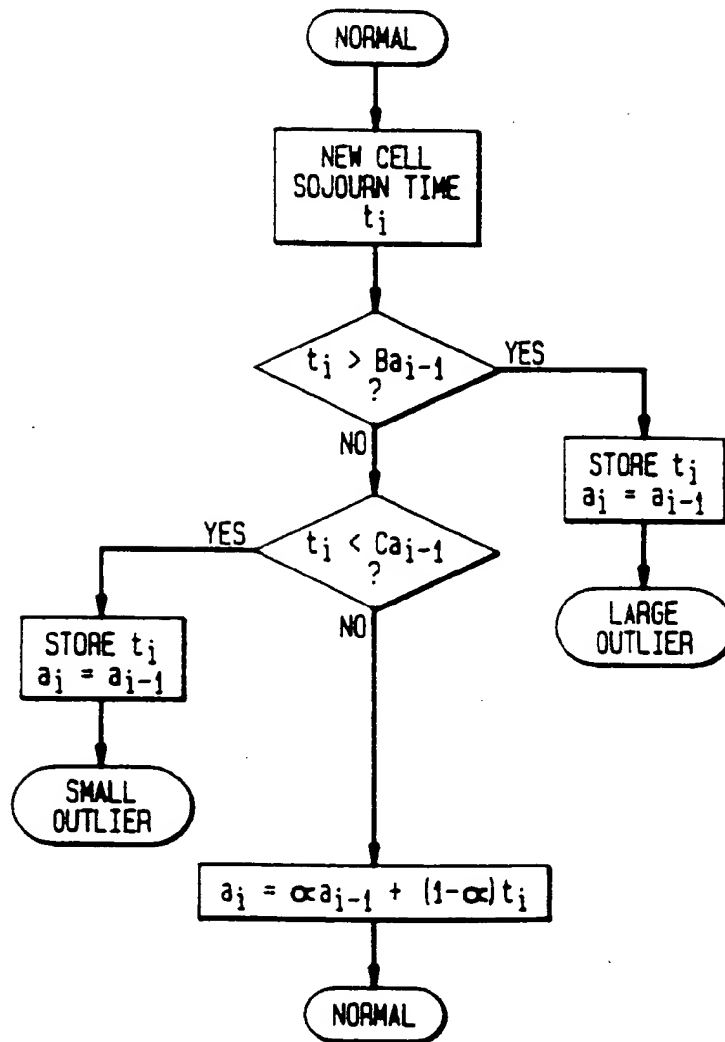 NORMAL
NEW CELL
SOJOURN TIME
tᵢ
tᵢ > Baᵢ₋₁
?
YES
NO
STORE tᵢ
aᵢ = aᵢ₋₁
LARGE
OUTLIER
tᵢ < Caᵢ₋₁
?
YES
NO
STORE tᵢ
aᵢ = aᵢ₋₁
SMALL
OUTLIER
aᵢ = αaᵢ₋₁ + (1-α)tᵢ
NORMAL